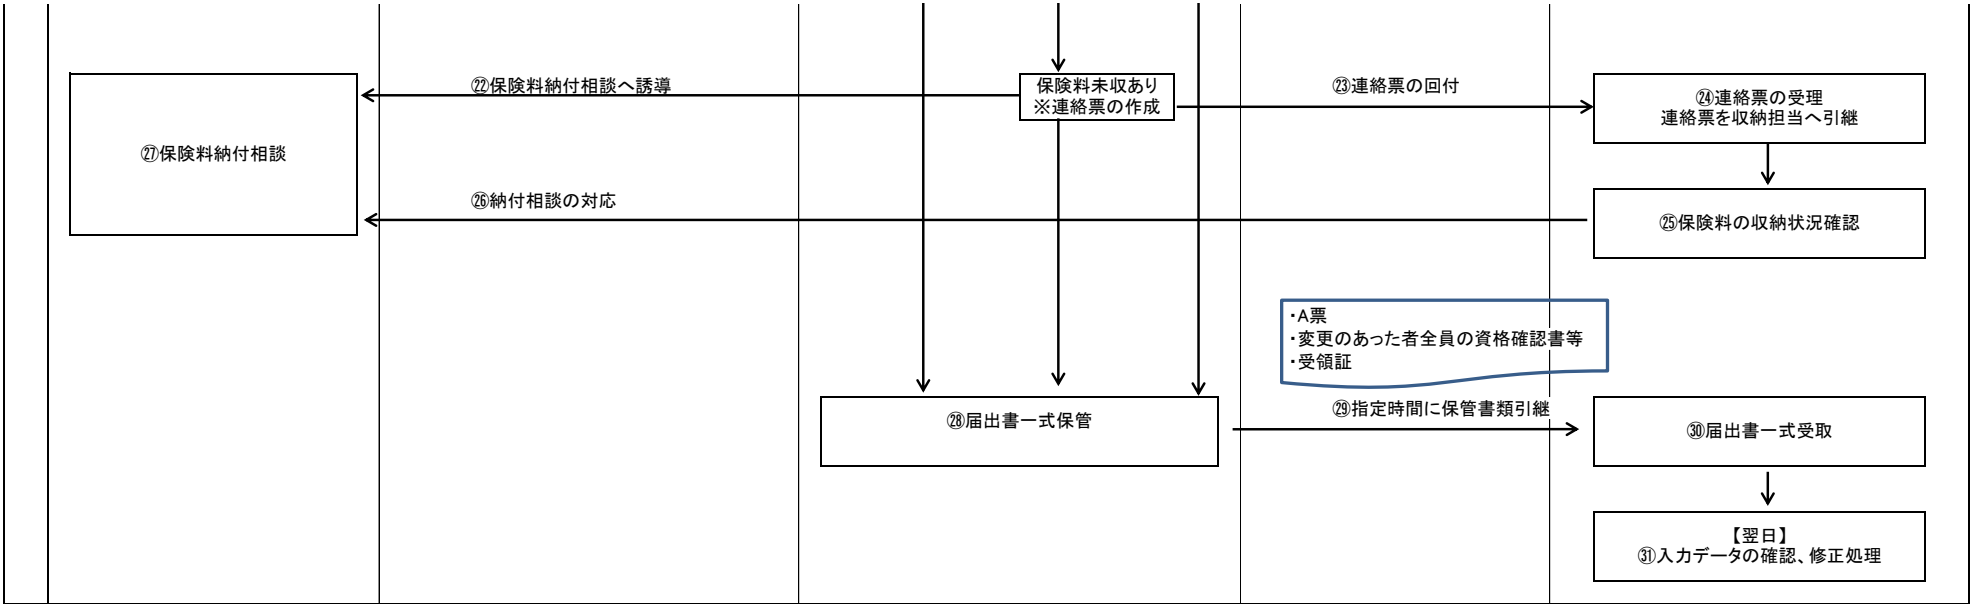 ㉒保険料納付相談へ誘導
保険料未収あり
※連絡票の作成
㉓連絡票の回付
㉔連絡票の受理
連絡票を収納担当へ引継
㉗保険料納付相談
㉖納付相談の対応
㉕保険料の収納状況確認
・A票
・変更のあった者全員の資格確認書等
・受領証
㉘届出書一式保管
㉙指定時間に保管書類引継
㉚届出書一式受取
【翌日】
㉛入力データの確認、修正処理